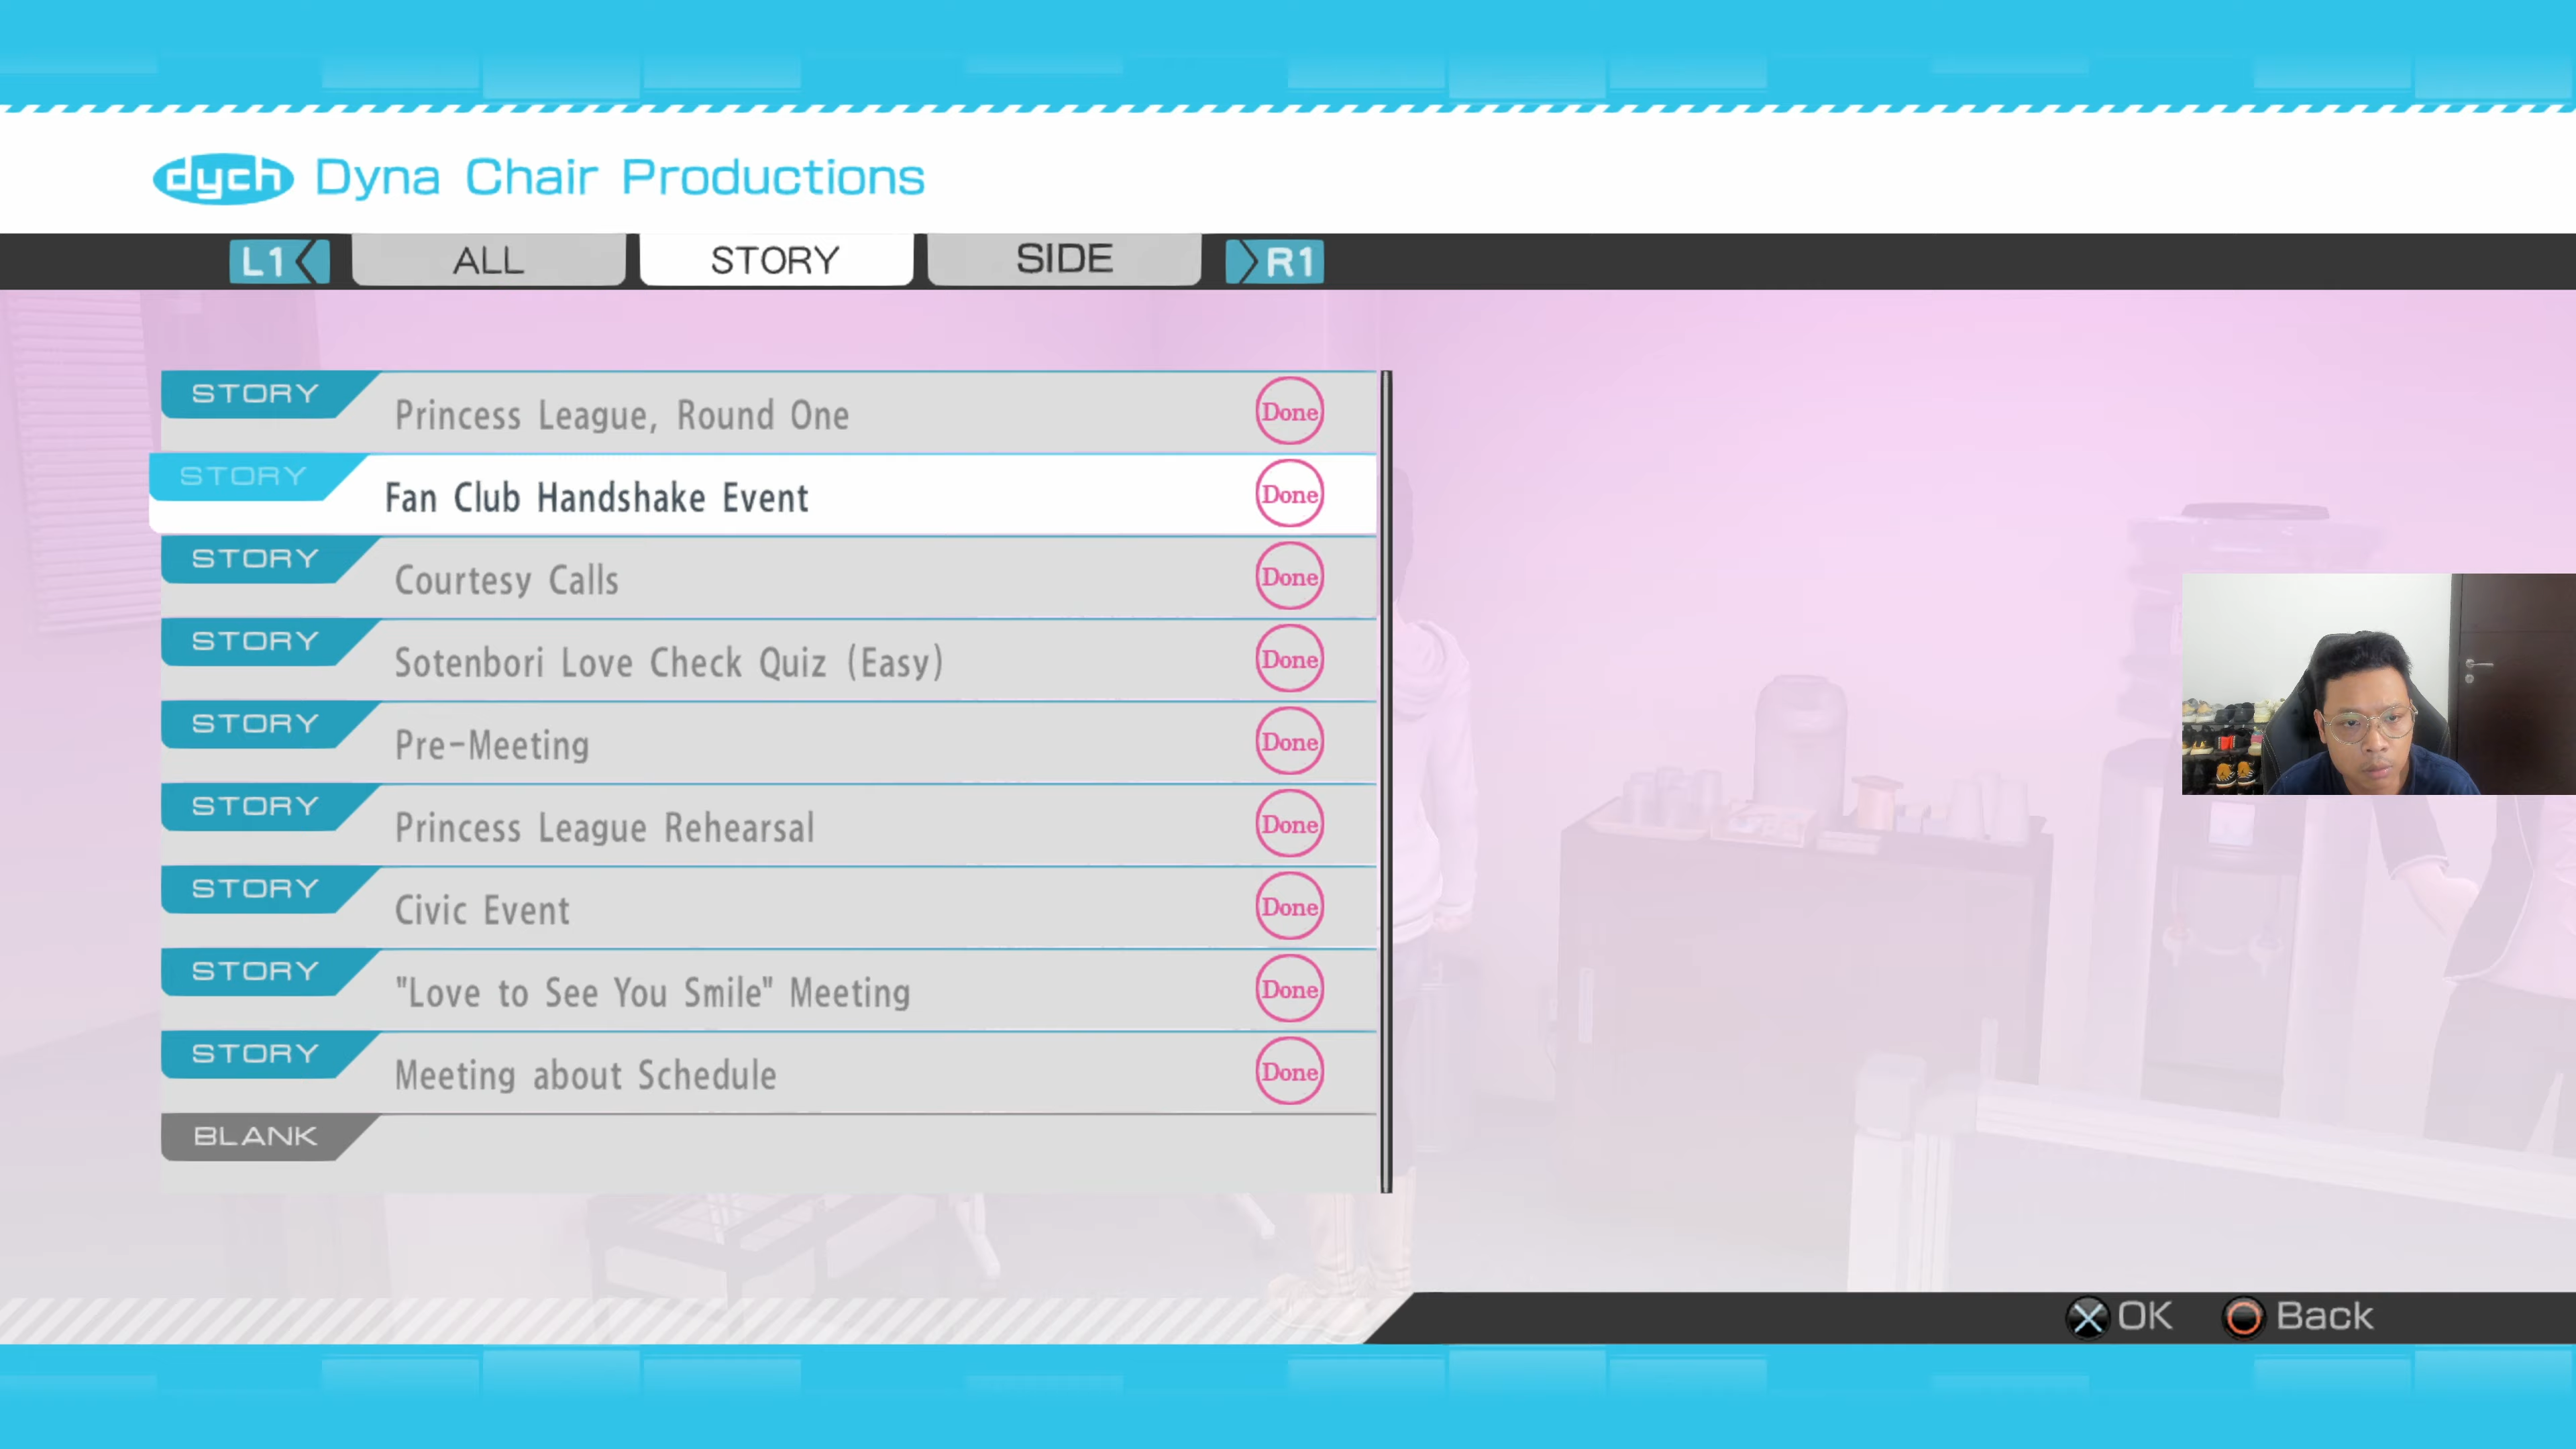 dych Dyna Chair Productions
L1 ALL STORY SIDE R1
STORY Princess League, Round One Done
STORY Fan Club Handshake Event Done
STORY Courtesy Calls Done
STORY Sotenbori Love Check Quiz (Easy) Done
STORY Pre-Meeting Done
STORY Princess League Rehearsal Done
STORY Civic Event Done
STORY "Love to See You Smile" Meeting Done
STORY Meeting about Schedule Done
BLANK
OK Back